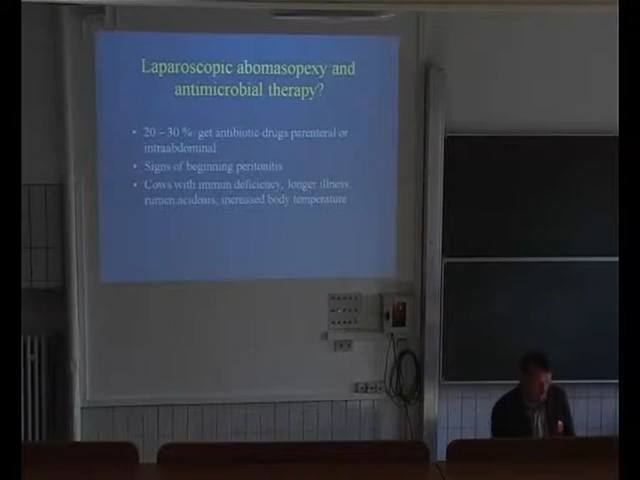 Laparoscopic abomasopexy and
antimicrobial therapy?
• 20 – 30 % get antibiotic drugs parenteral or
intraabdominal
• Signs of beginning peritonitis
• Cows with immun deficiency, longer illness,
rumen acidosis, increased body temperature